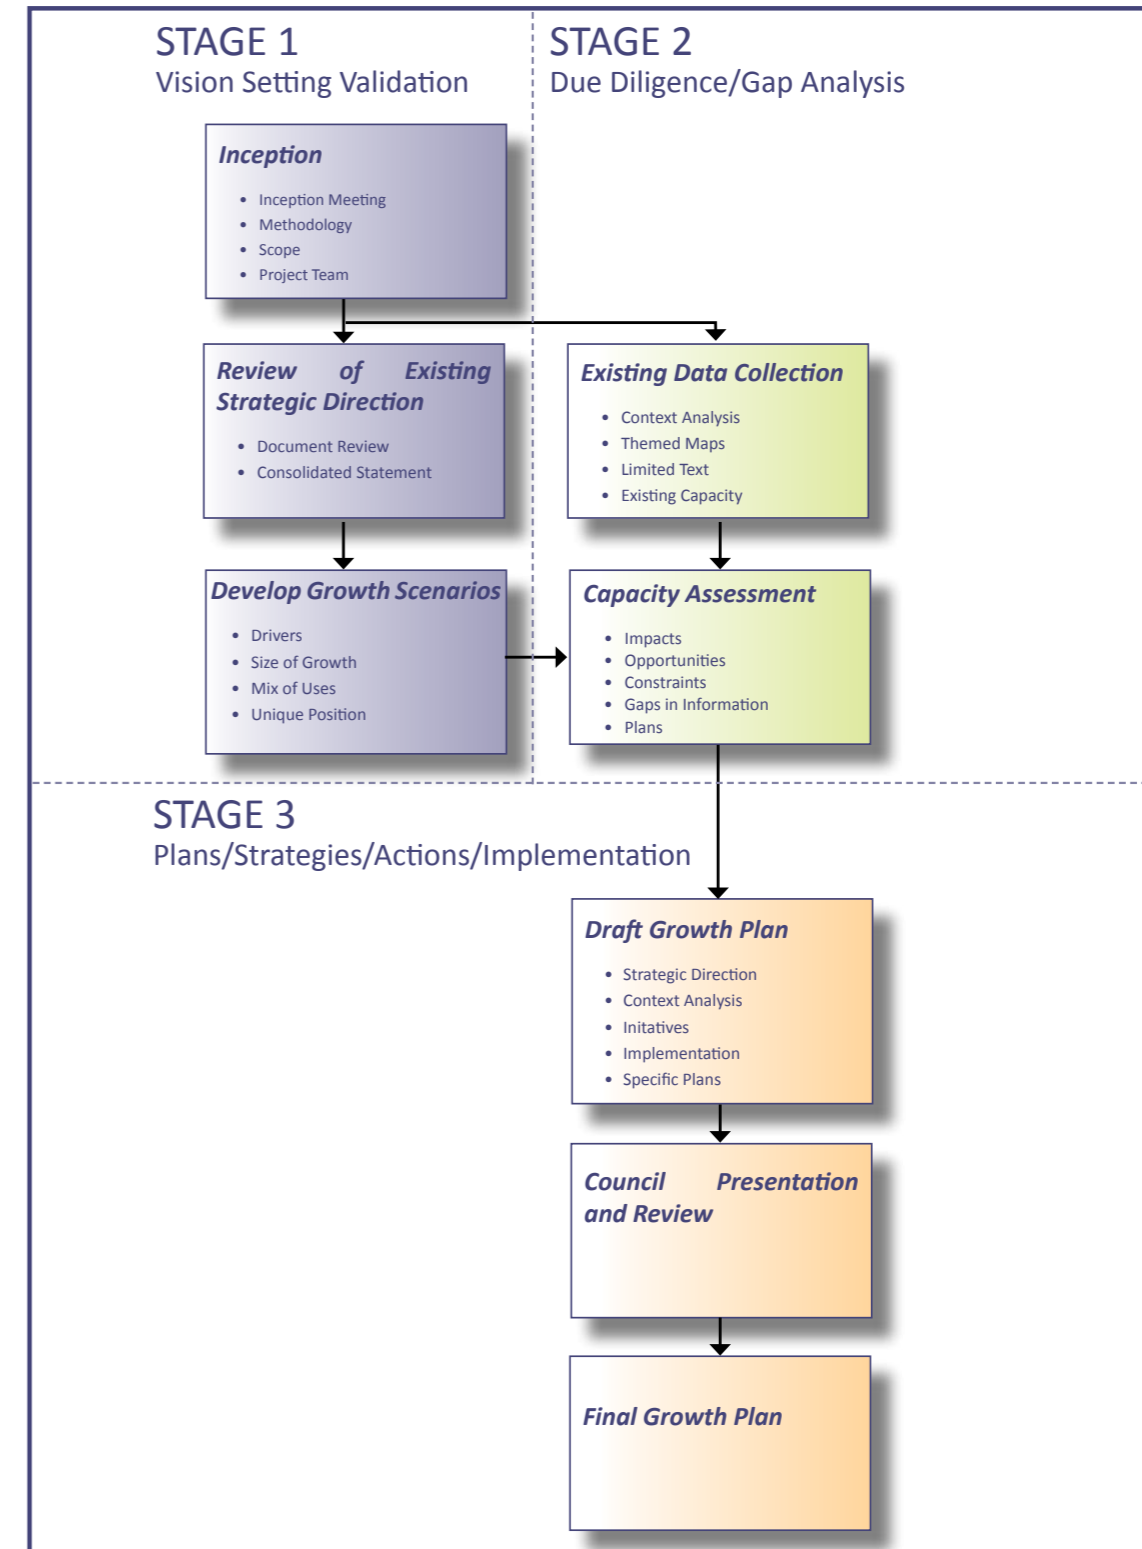 STAGE 1
Vision Setting Validation
STAGE 2
Due Diligence/Gap Analysis
Inception
• Inception Meeting
• Methodology
• Scope
• Project Team
Review of Existing
Strategic Direction
• Document Review
• Consolidated Statement
Existing Data Collection
• Context Analysis
• Themed Maps
• Limited Text
• Existing Capacity
Develop Growth Scenarios
• Drivers
• Size of Growth
• Mix of Uses
• Unique Position
Capacity Assessment
• Impacts
• Opportunities
• Constraints
• Gaps in Information
• Plans
STAGE 3
Plans/Strategies/Actions/Implementation
Draft Growth Plan
• Strategic Direction
• Context Analysis
• Initatives
• Implementation
• Specific Plans
Council Presentation
and Review
Final Growth Plan